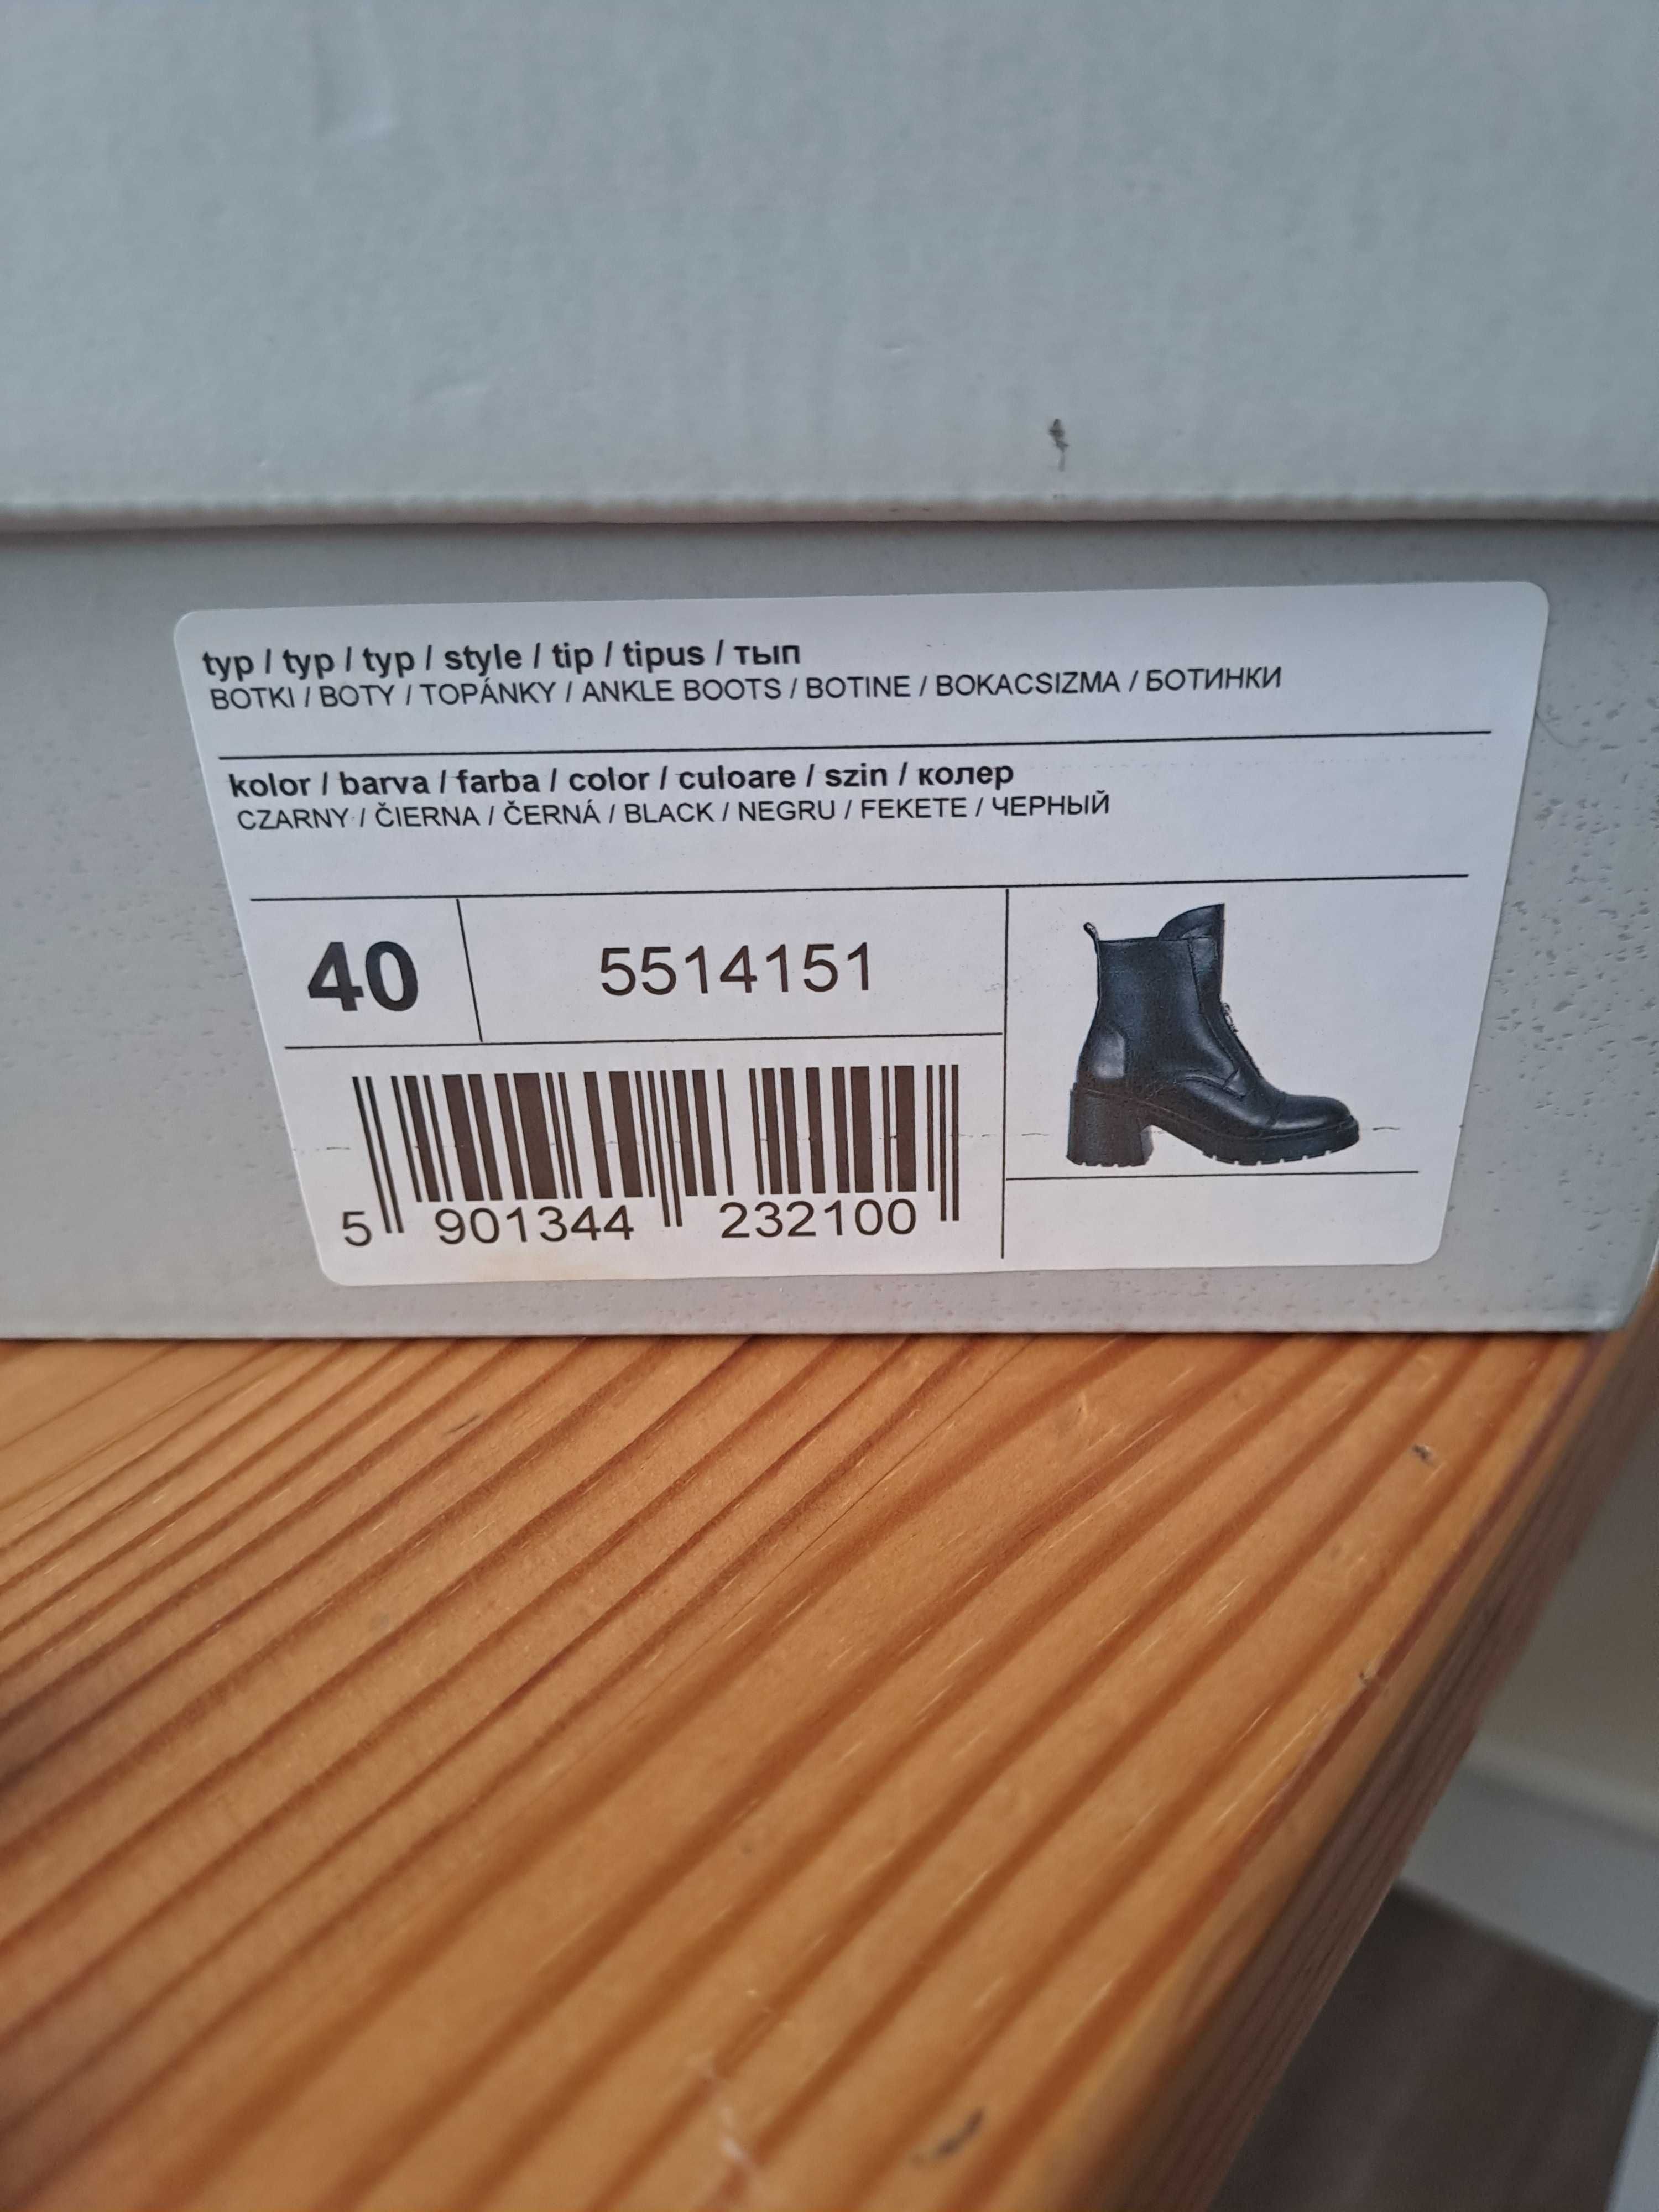 typ / typ / typ / style / tip / tipus / тып
BOTKI / BOTY / TOPÁNKY / ANKLE BOOTS / BOTINE / BOKACSIZMA / БОТИНКИ
kolor / barva / farba / color / culoare / szin / колер
CZARNY / ČIERNA / ČERNÁ / BLACK / NEGRU / FEKETE / ЧЕРНЫЙ
40 5514151
5 901344 232100